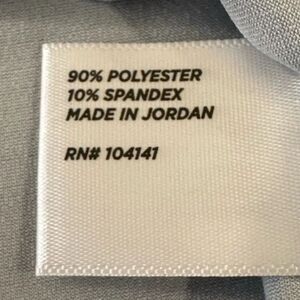 90% POLYESTER
10% SPANDEX
MADE IN JORDAN
RN# 104141